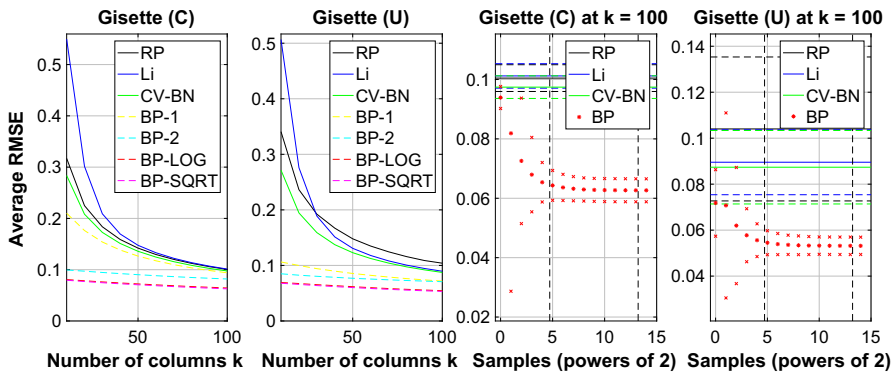 Gisette (C)
Average RMSE
0.5
0.4
0.3
0.2
0.1
0
RP
Li
CV-BN
BP-1
BP-2
BP-LOG
BP-SQRT
50
100
Number of columns k
Gisette (U)
0.5
0.4
0.3
0.2
0.1
0
RP
Li
CV-BN
BP-1
BP-2
BP-LOG
BP-SQRT
50
100
Number of columns k
Gisette (C) at k = 100
0.1
0.08
0.06
0.04
0.02
RP
Li
CV-BN
BP
0
5
10
15
Samples (powers of 2)
Gisette (U) at k = 100
0.14
0.12
0.1
0.08
0.06
0.04
RP
Li
CV-BN
BP
0
5
10
15
Samples (powers of 2)